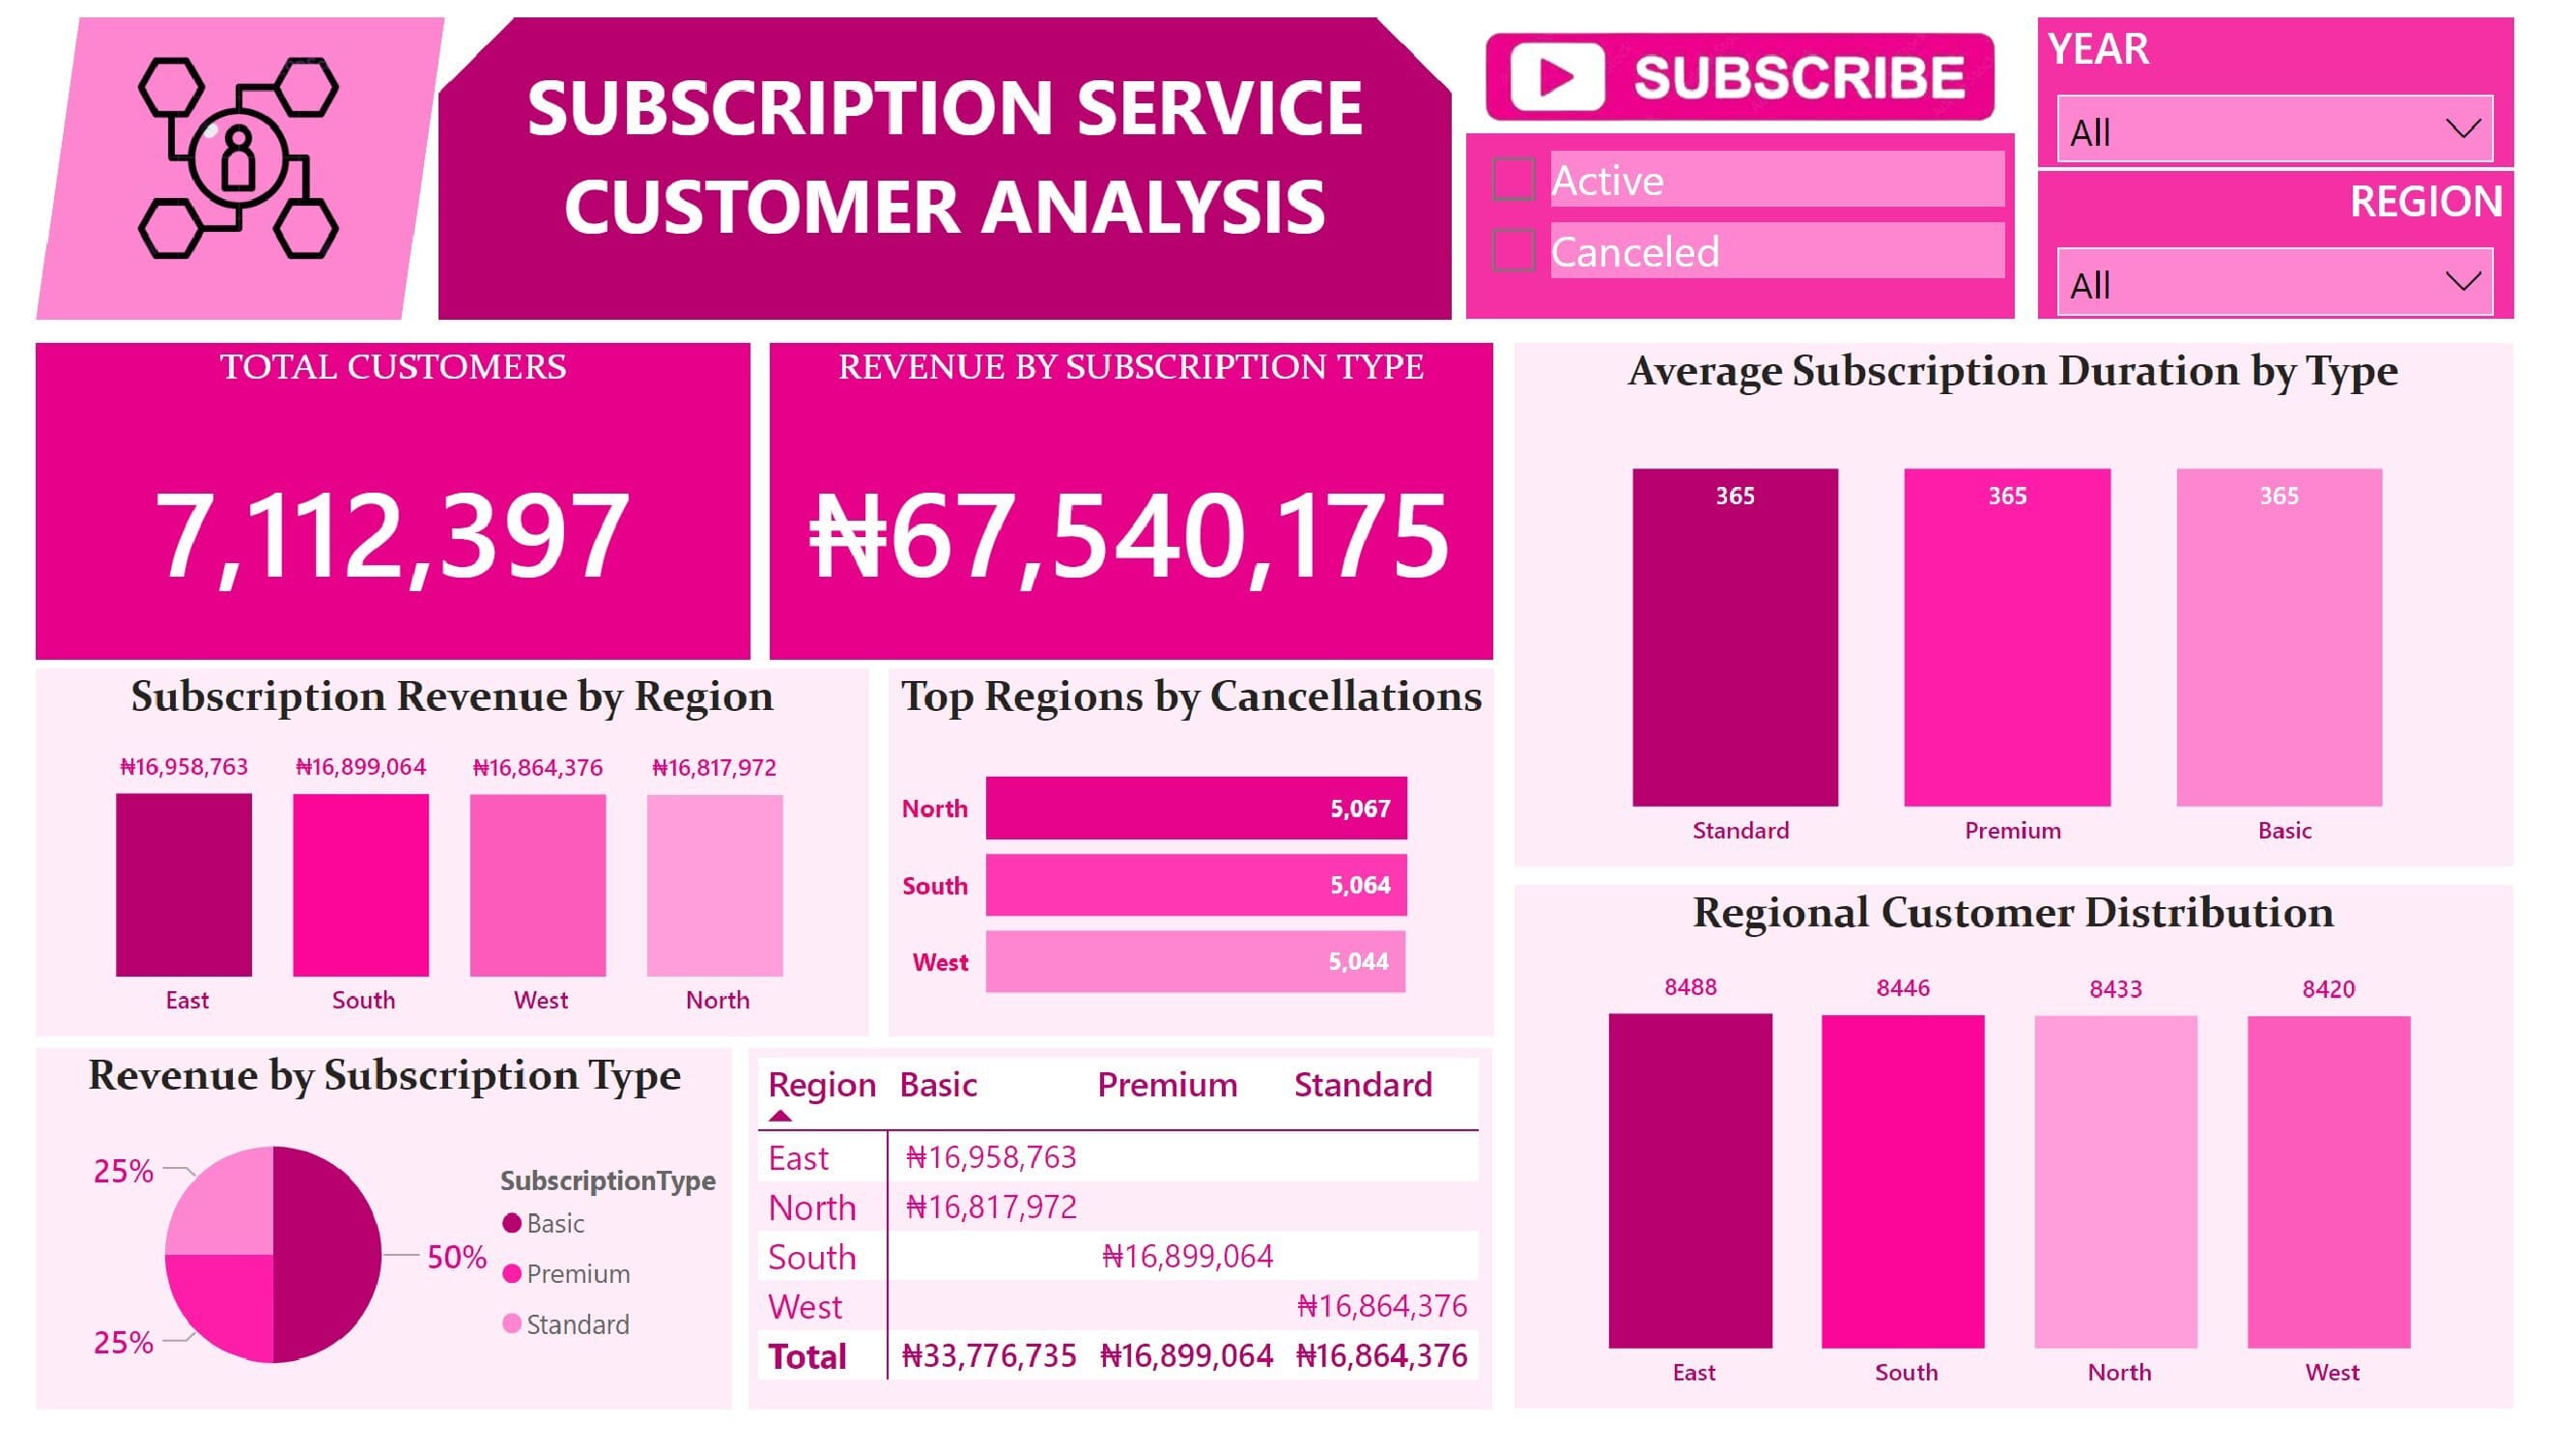 SUBSCRIPTION SERVICE
CUSTOMER ANALYSIS
SUBSCRIBE
Active
Canceled
YEAR
All
REGION
All
TOTAL CUSTOMERS
7,112,397
REVENUE BY SUBSCRIPTION TYPE
₦67,540,175
Average Subscription Duration by Type
365 365 365
Standard Premium Basic
Subscription Revenue by Region
₦16,958,763 ₦16,899,064 ₦16,864,376 ₦16,817,972
East South West North
Top Regions by Cancellations
North 5,067
South 5,064
West 5,044
Regional Customer Distribution
8488 8446 8433 8420
East South North West
Revenue by Subscription Type
25%
50%
25%
SubscriptionType
Basic
Premium
Standard
Region Basic Premium Standard
East ₦16,958,763
North ₦16,817,972
South ₦16,899,064
West ₦16,864,376
Total ₦33,776,735 ₦16,899,064 ₦16,864,376